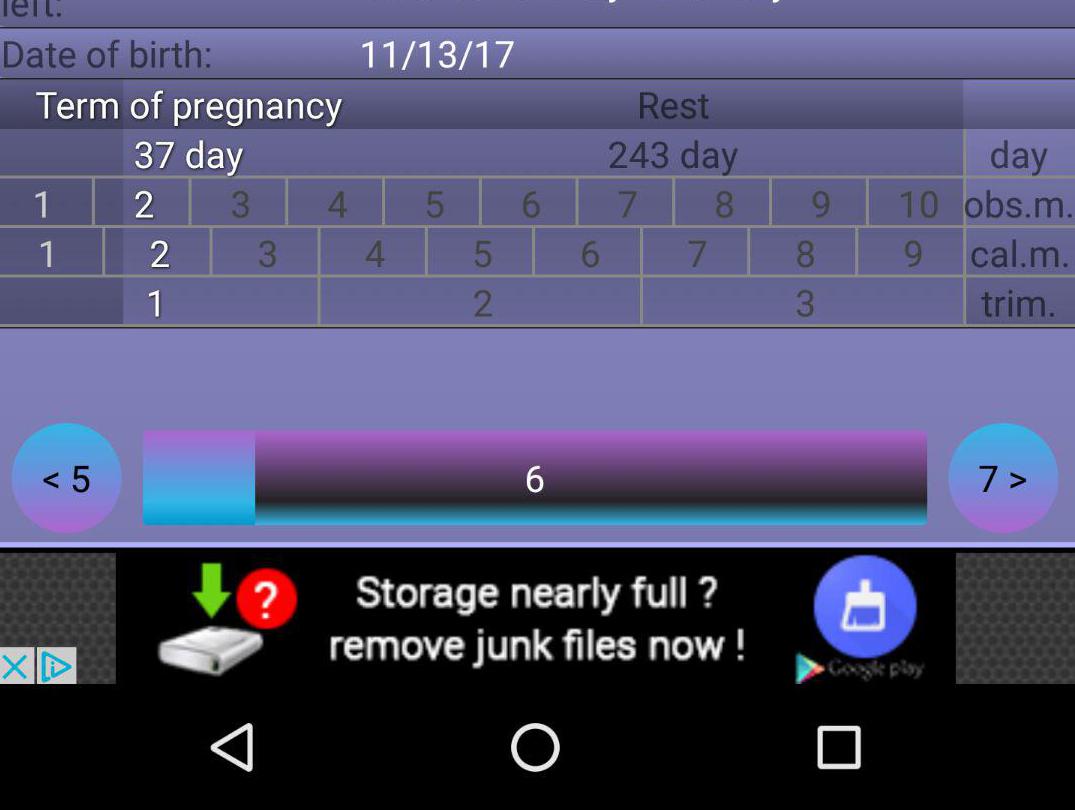 left:
Date of birth: 11/13/17
Term of pregnancy Rest
37 day 243 day day
1 2 3 4 5 6 7 8 9 10 obs.m.
1 2 3 4 5 6 7 8 9 cal.m.
1 2 3 trim.
< 5 6 7 >
Storage nearly full ?
remove junk files now !
Google play